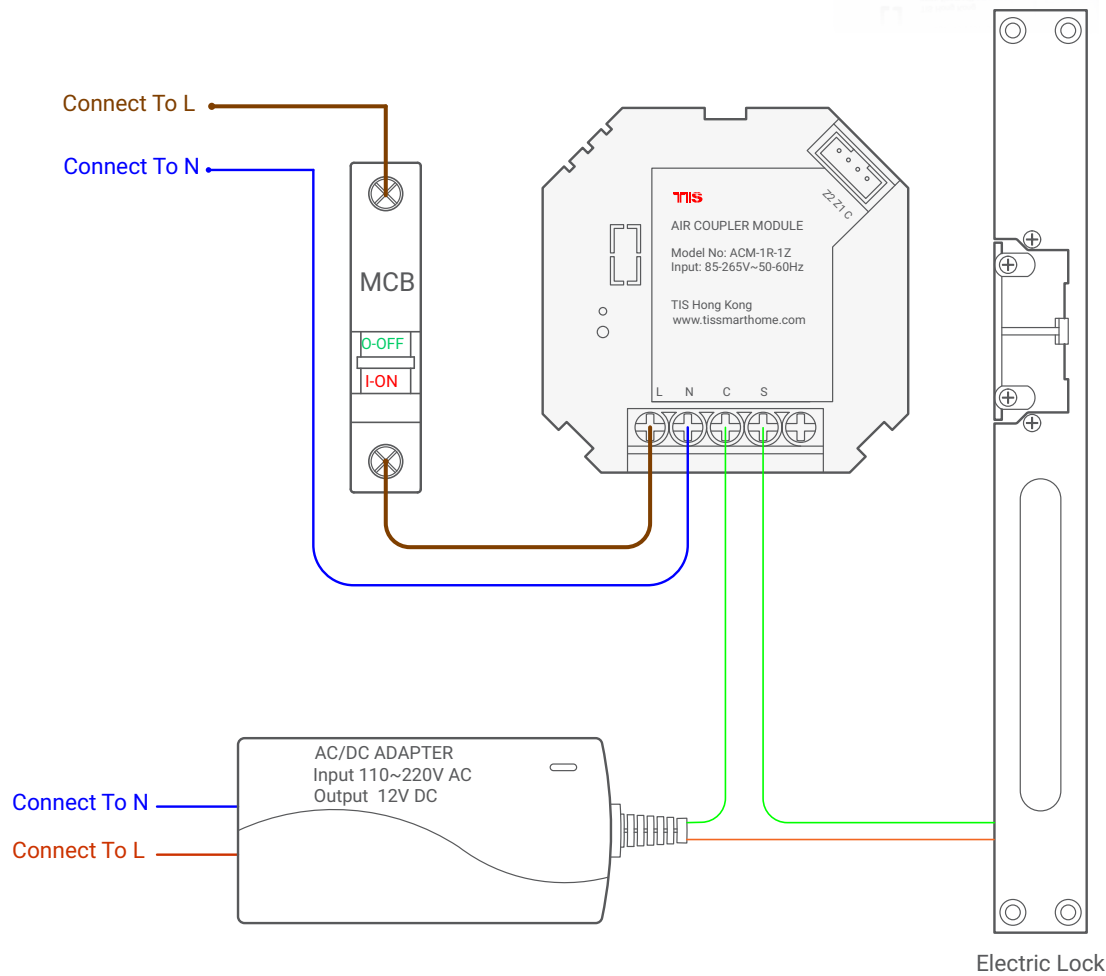 Connect To L
Connect To N
MCB
O-OFF
I-ON
TIS
AIR COUPLER MODULE
Model No: ACM-1R-1Z
Input: 85-265V~50-60Hz
TIS Hong Kong
www.tissmarthome.com
Z2 Z1 C
L N C S
AC/DC ADAPTER
Input 110~220V AC
Output 12V DC
Connect To N
Connect To L
Electric Lock